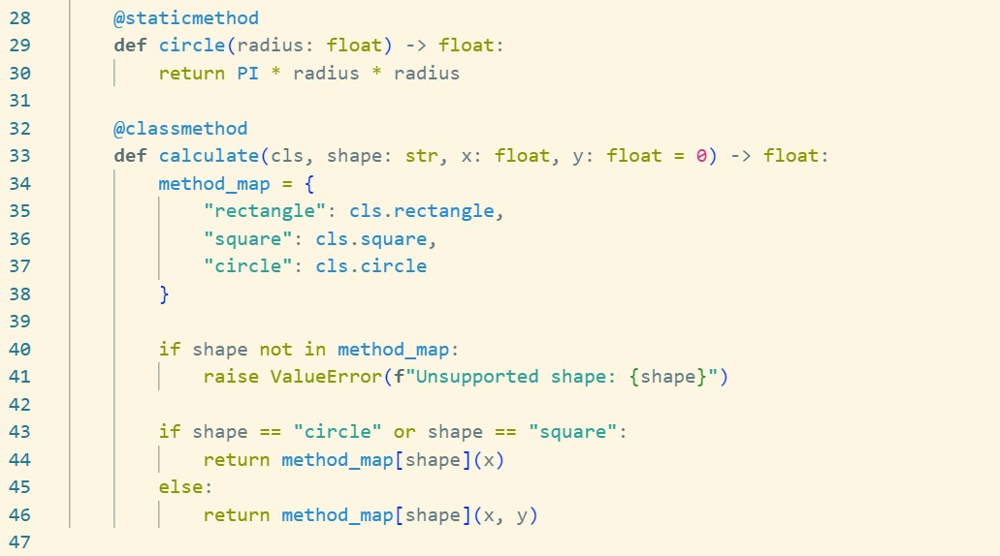 28 @staticmethod
29 def circle(radius: float) -> float:
30 return PI * radius * radius
31
32 @classmethod
33 def calculate(cls, shape: str, x: float, y: float = 0) -> float:
34 method_map = {
35 "rectangle": cls.rectangle,
36 "square": cls.square,
37 "circle": cls.circle
38 }
39
40 if shape not in method_map:
41 raise ValueError(f"Unsupported shape: {shape}")
42
43 if shape == "circle" or shape == "square":
44 return method_map[shape](x)
45 else:
46 return method_map[shape](x, y)
47